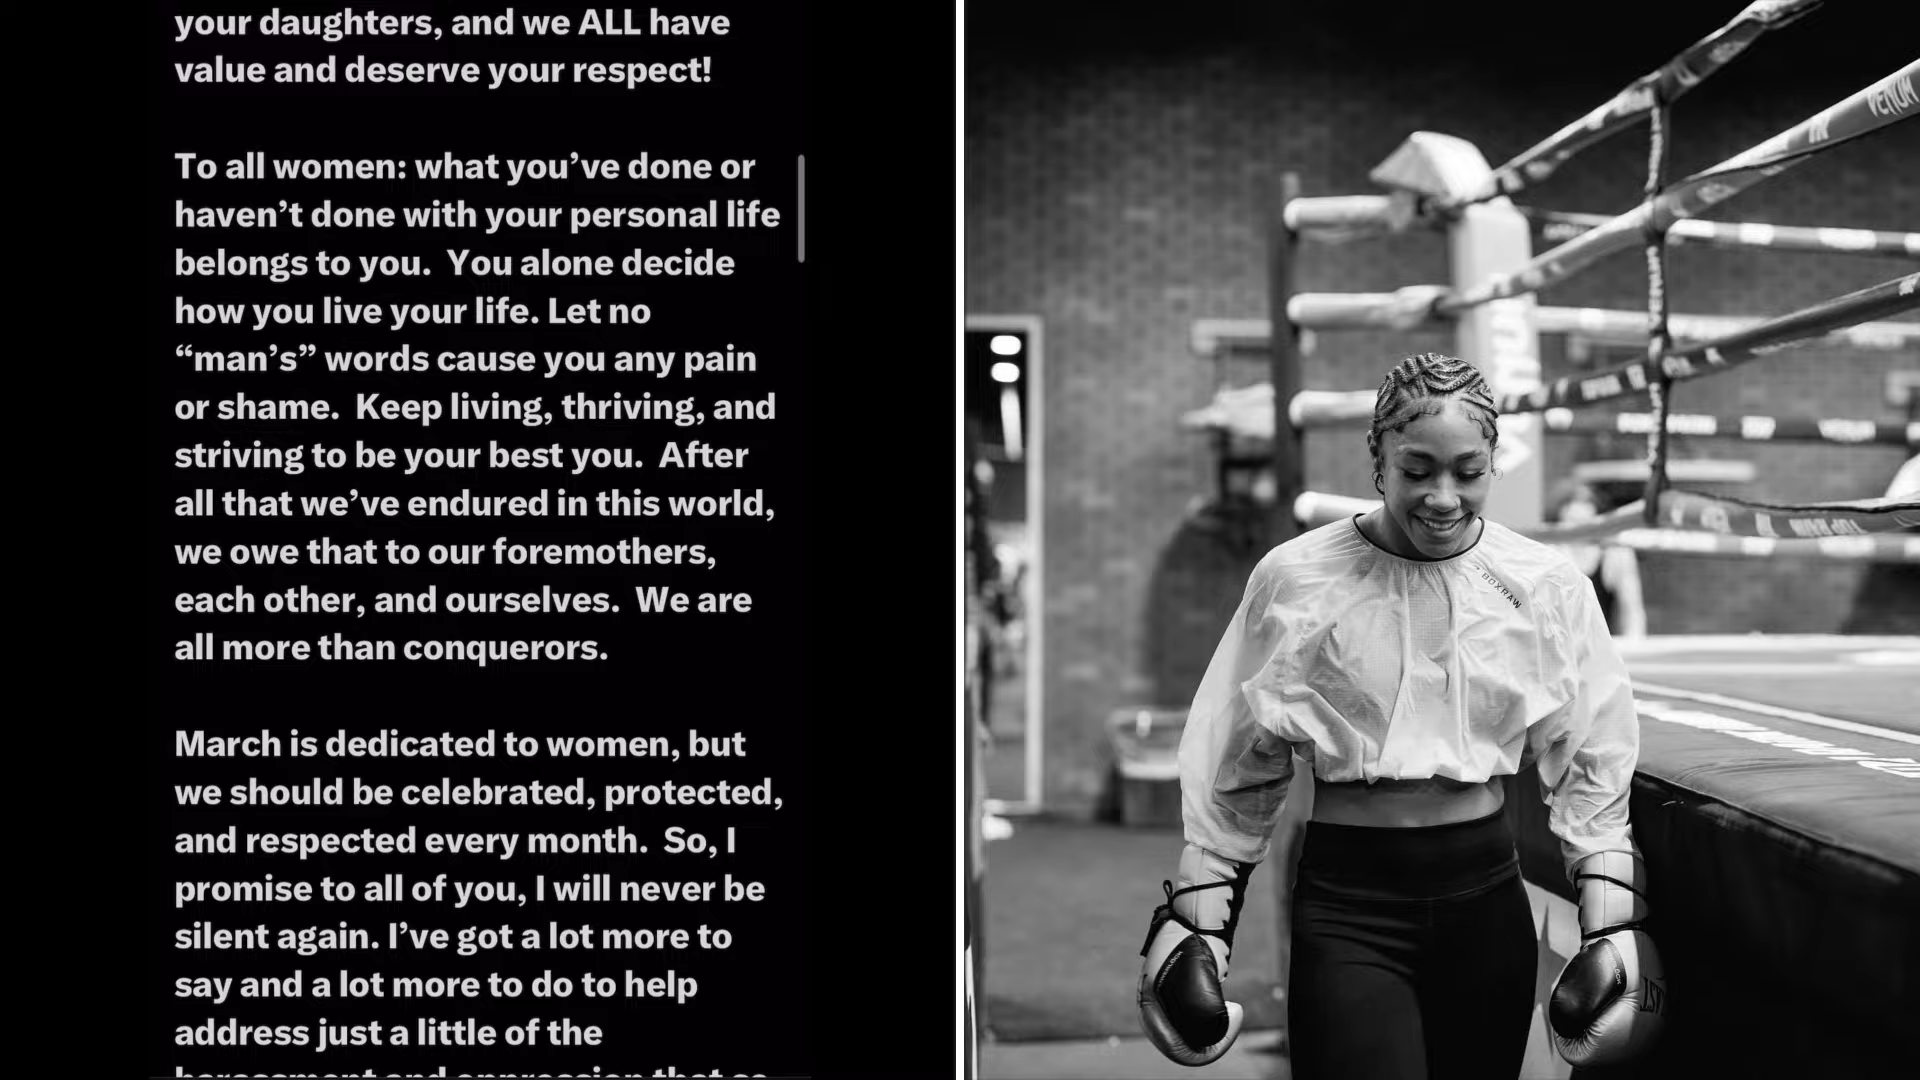 your daughters, and we ALL have
value and deserve your respect!
To all women: what you’ve done or
haven’t done with your personal life
belongs to you.  You alone decide
how you live your life. Let no
“man’s” words cause you any pain
or shame.  Keep living, thriving, and
striving to be your best you.  After
all that we’ve endured in this world,
we owe that to our foremothers,
each other, and ourselves.  We are
all more than conquerors.
March is dedicated to women, but
we should be celebrated, protected,
and respected every month.  So, I
promise to all of you, I will never be
silent again. I’ve got a lot more to
say and a lot more to do to help
address just a little of the
harassment and oppression that so
VENUM
BOXRAW